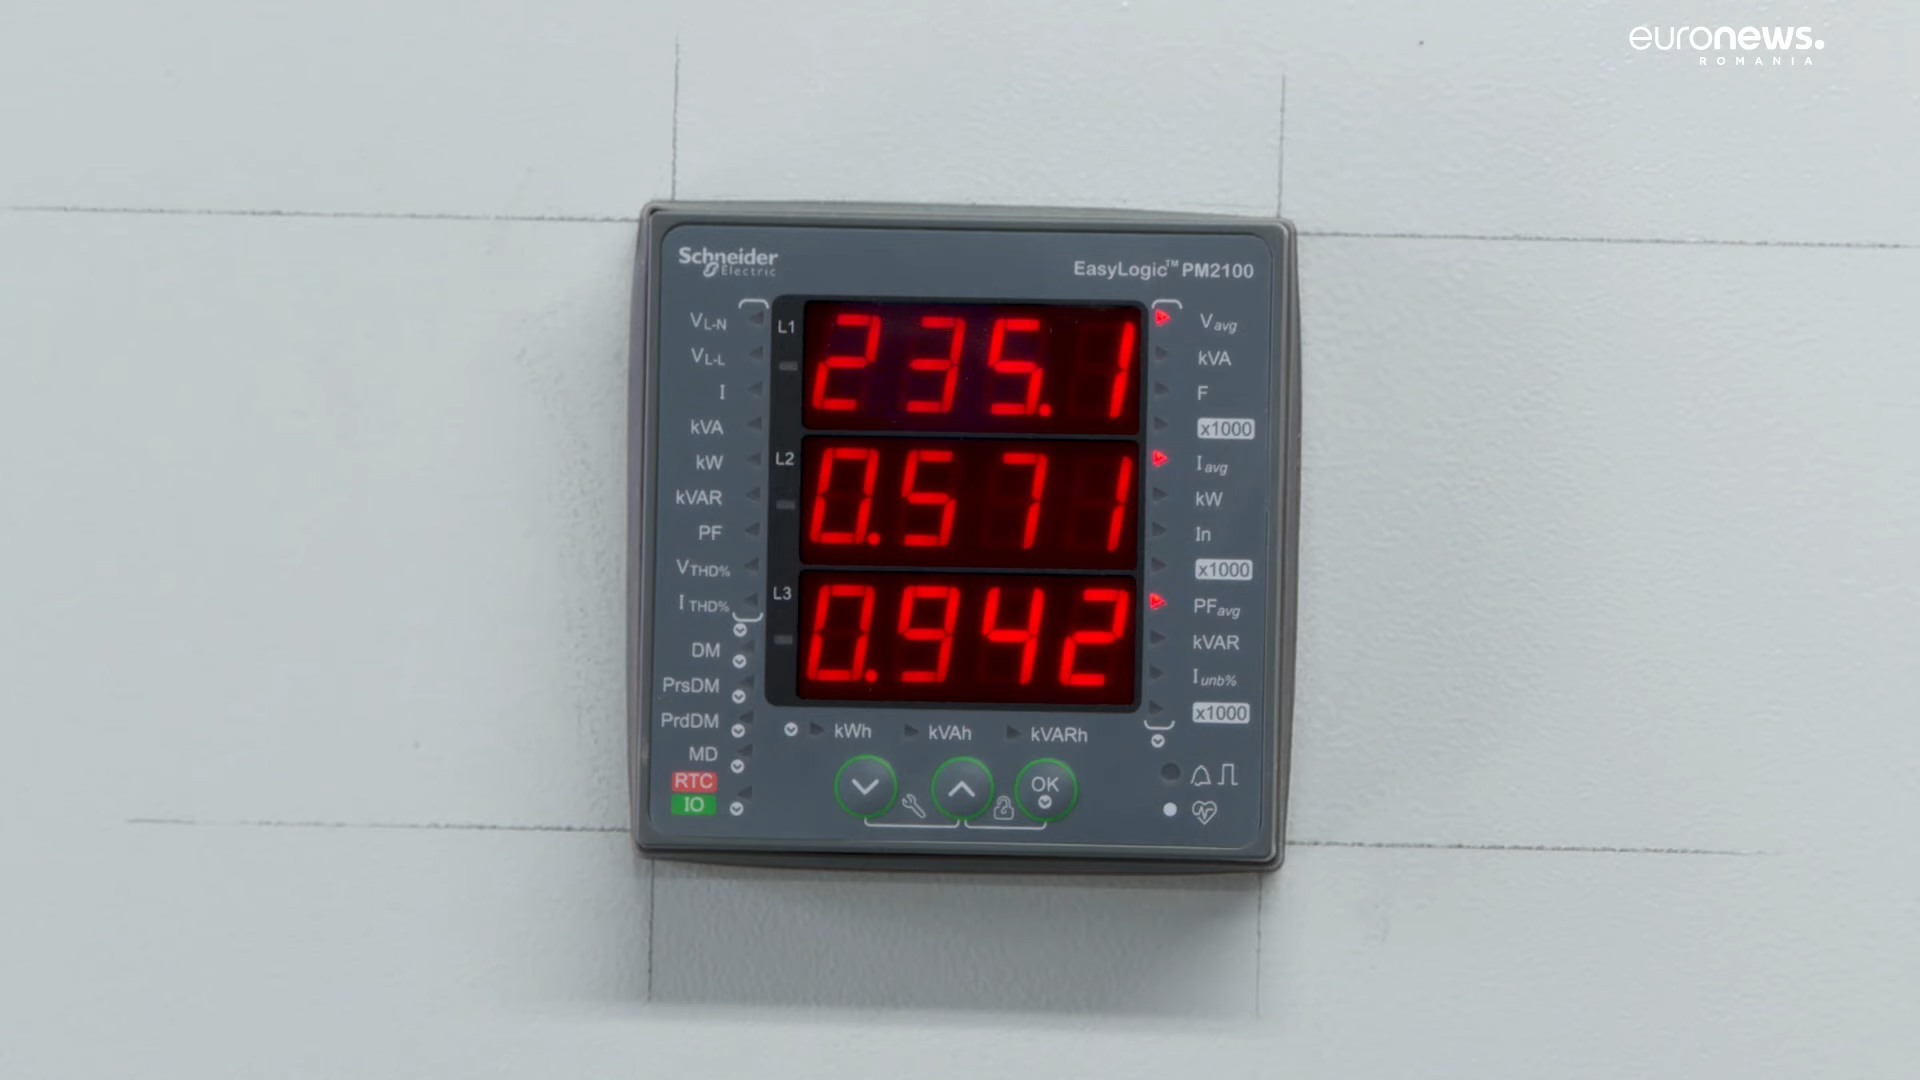 euronews.
ROMANIA
Schneider
Electric
EasyLogic™ PM2100
VL-N
VL-L
I
kVA
kW
kVAR
PF
VTHD%
I THD%
DM
PrsDM
PrdDM
MD
RTC
IO
L1
235.1
L2
0.571
L3
0.942
Vavg
kVA
F
x1000
Iavg
kW
In
x1000
PFavg
kVAR
Iunb%
x1000
kWh
kVAh
kVARh
OK